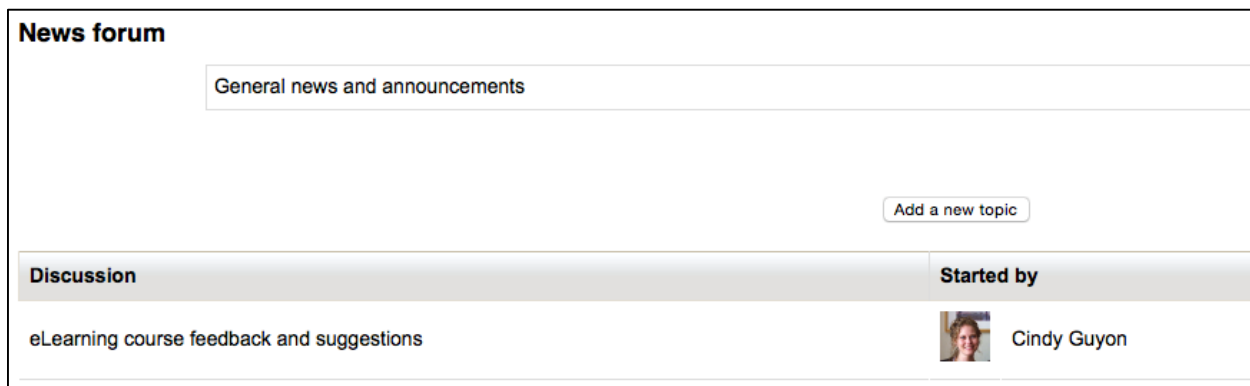 News forum
General news and announcements
Add a new topic
Discussion Started by
eLearning course feedback and suggestions Cindy Guyon